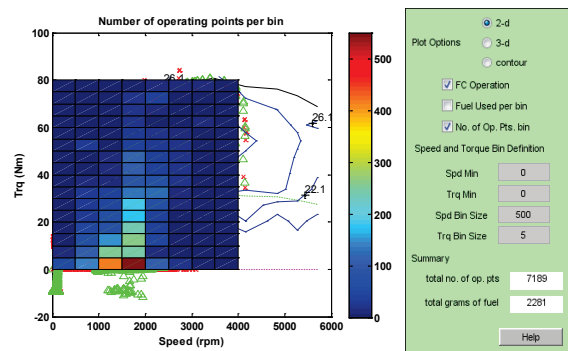 Number of operating points per bin
100
80
60
40
20
0
-20
Trq (Nm)
0
1000
2000
3000
4000
5000
6000
Speed (rpm)
26.1
26.1
22.1
500
400
300
200
100
0
Plot Options
2-d
3-d
contour
FC Operation
Fuel Used per bin
No. of Op. Pts. bin
Speed and Torque Bin Definition
Spd Min 0
Trq Min 0
Spd Bin Size 500
Trq Bin Size 5
Summary
total no. of op. pts 7189
total grams of fuel 2281
Help